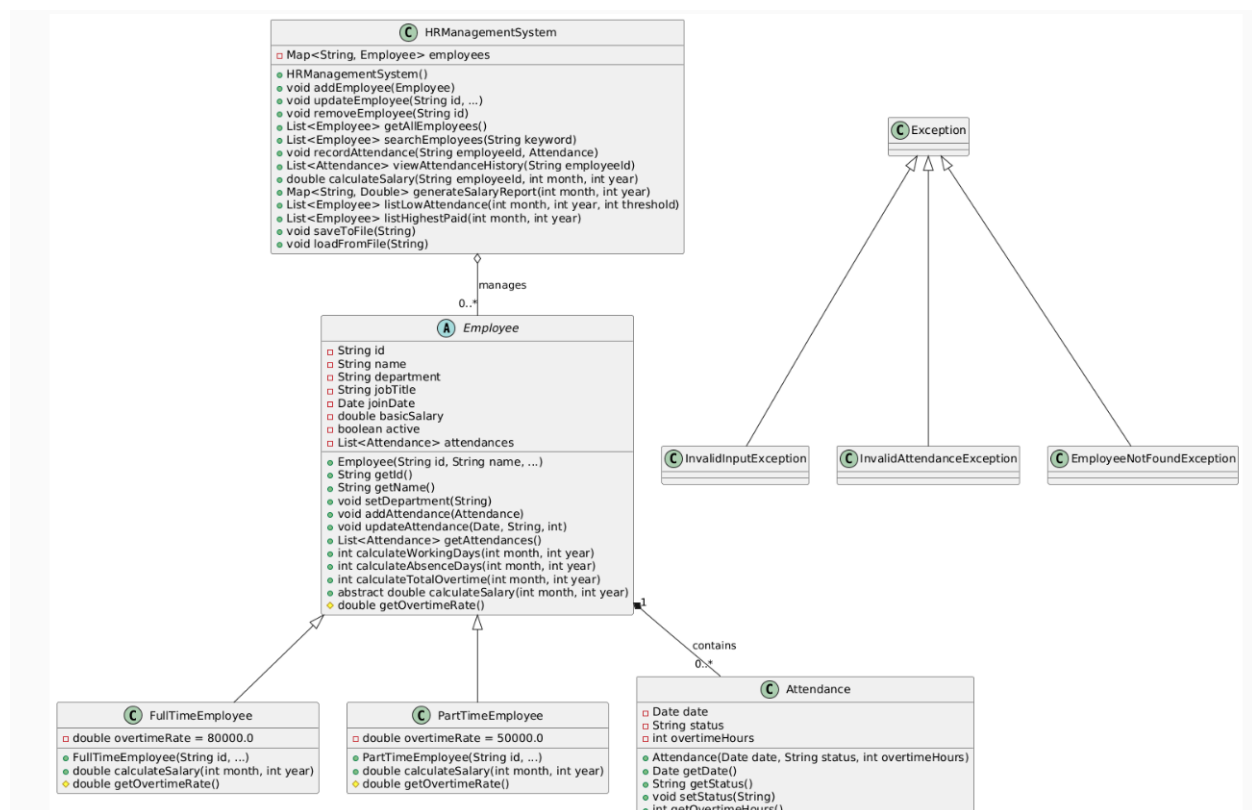 C HRManagementSystem
Map<String, Employee> employees
HRManagementSystem()
void addEmployee(Employee)
void updateEmployee(String id, ...)
void removeEmployee(String id)
List<Employee> getAllEmployees()
List<Employee> searchEmployees(String keyword)
void recordAttendance(String employeeId, Attendance)
List<Attendance> viewAttendanceHistory(String employeeId)
double calculateSalary(String employeeId, int month, int year)
Map<String, Double> generateSalaryReport(int month, int year)
List<Employee> listLowAttendance(int month, int year, int threshold)
List<Employee> listHighestPaid(int month, int year)
void saveToFile(String)
void loadFromFile(String)
C Exception
manages
0..*
A Employee
String id
String name
String department
String jobTitle
Date joinDate
double basicSalary
boolean active
List<Attendance> attendances
Employee(String id, String name, ...)
String getId()
String getName()
void setDepartment(String)
void addAttendance(Attendance)
void updateAttendance(Date, String, int)
List<Attendance> getAttendances()
int calculateWorkingDays(int month, int year)
int calculateAbsenceDays(int month, int year)
int calculateTotalOvertime(int month, int year)
abstract double calculateSalary(int month, int year)
double getOvertimeRate()
C InvalidInputException
C InvalidAttendanceException
C EmployeeNotFoundException
1
contains
0..*
C FullTimeEmployee
double overtimeRate = 80000.0
FullTimeEmployee(String id, ...)
double calculateSalary(int month, int year)
double getOvertimeRate()
C PartTimeEmployee
double overtimeRate = 50000.0
PartTimeEmployee(String id, ...)
double calculateSalary(int month, int year)
double getOvertimeRate()
C Attendance
Date date
String status
int overtimeHours
Attendance(Date date, String status, int overtimeHours)
Date getDate()
String getStatus()
void setStatus(String)
int getOvertimeHours()